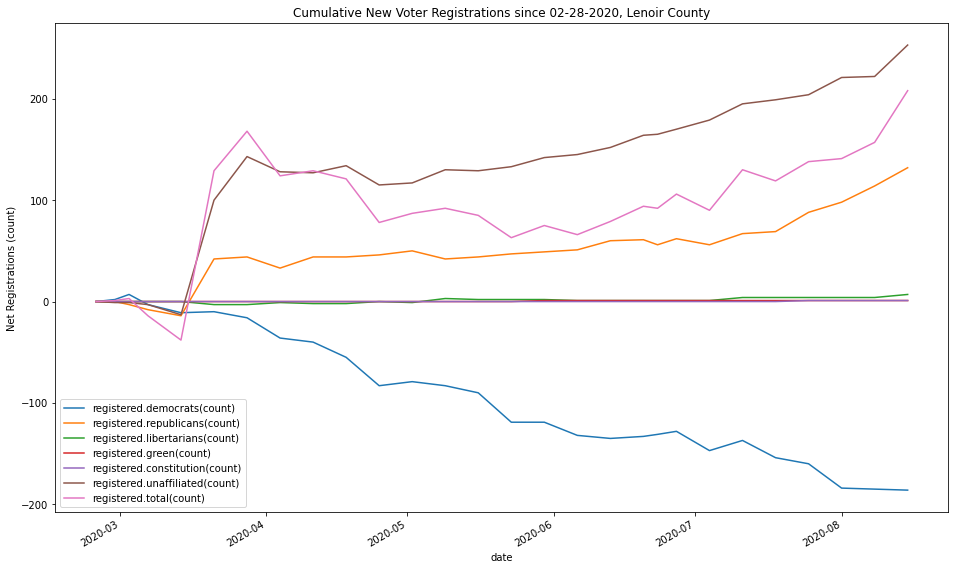 Cumulative New Voter Registrations since 02-28-2020, Lenoir County
Net Registrations (count)
200
100
0
−100
−200
registered.democrats(count)
registered.republicans(count)
registered.libertarians(count)
registered.green(count)
registered.constitution(count)
registered.unaffiliated(count)
registered.total(count)
2020-03
2020-04
2020-05
2020-06
2020-07
2020-08
date